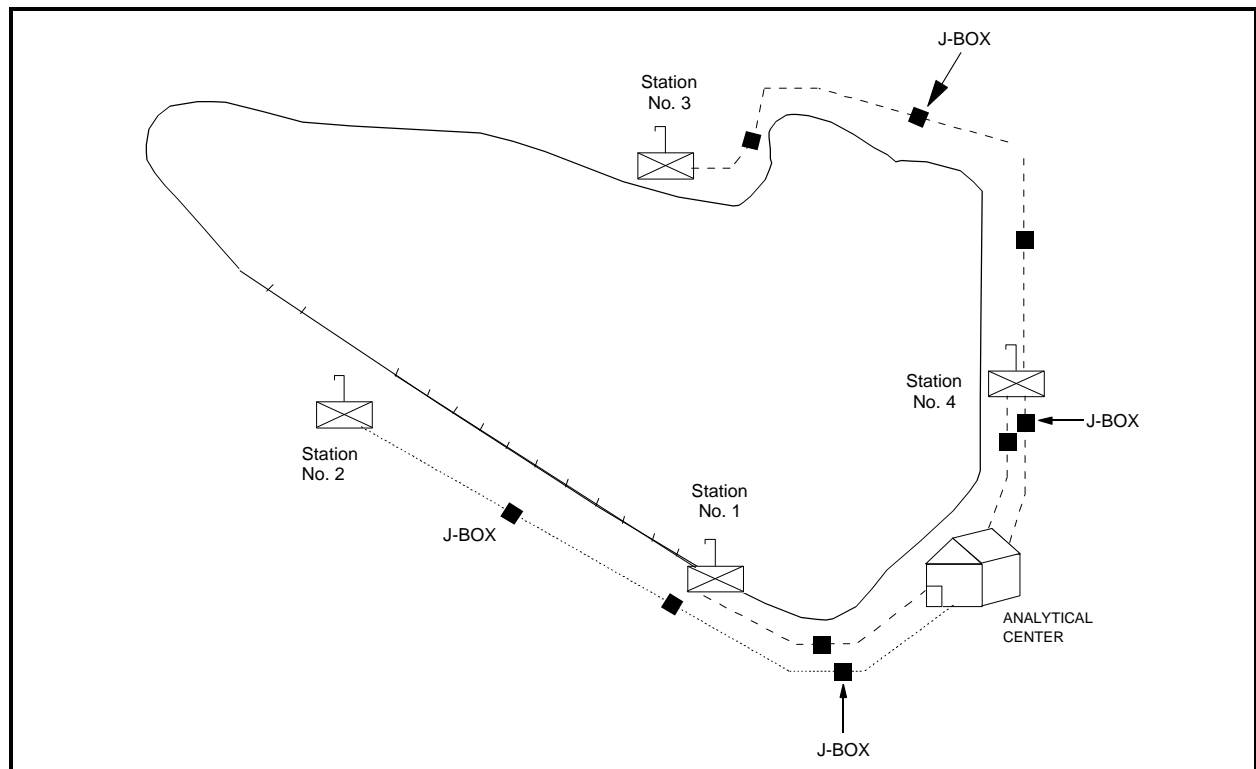 J-BOX
Station
No. 3
Station
No. 4
J-BOX
Station
No. 2
Station
No. 1
J-BOX
ANALYTICAL
CENTER
J-BOX